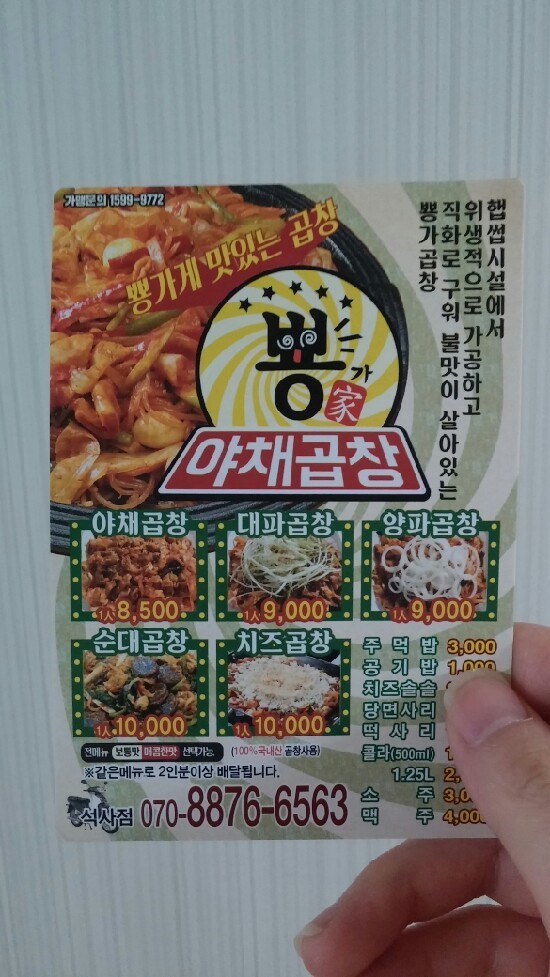 가맹문의 1599-9772
뿅가게 맛있는 곱창
햅썹시설에서
위생적으로 가공하고
직화로 구워 불맛이 살아있는
뿅가곱창
뿅가
家
야채곱창
야채곱창
1人 8,500
대파곱창
1人 9,000
양파곱창
1人 9,000
순대곱창
1人 10,000
치즈곱창
1人 10,000
주먹밥 3,000
공기밥 1,000
치즈솔솔
당면사리
떡사리
콜라(500ml) 1
1.25L 2,
소주 3,0
맥주 4,000
전메뉴 보통맛 매콤한맛 선택가능. (100%국내산 곱창사용)
※같은메뉴로 2인분이상 배달됩니다.
석사점 070-8876-6563